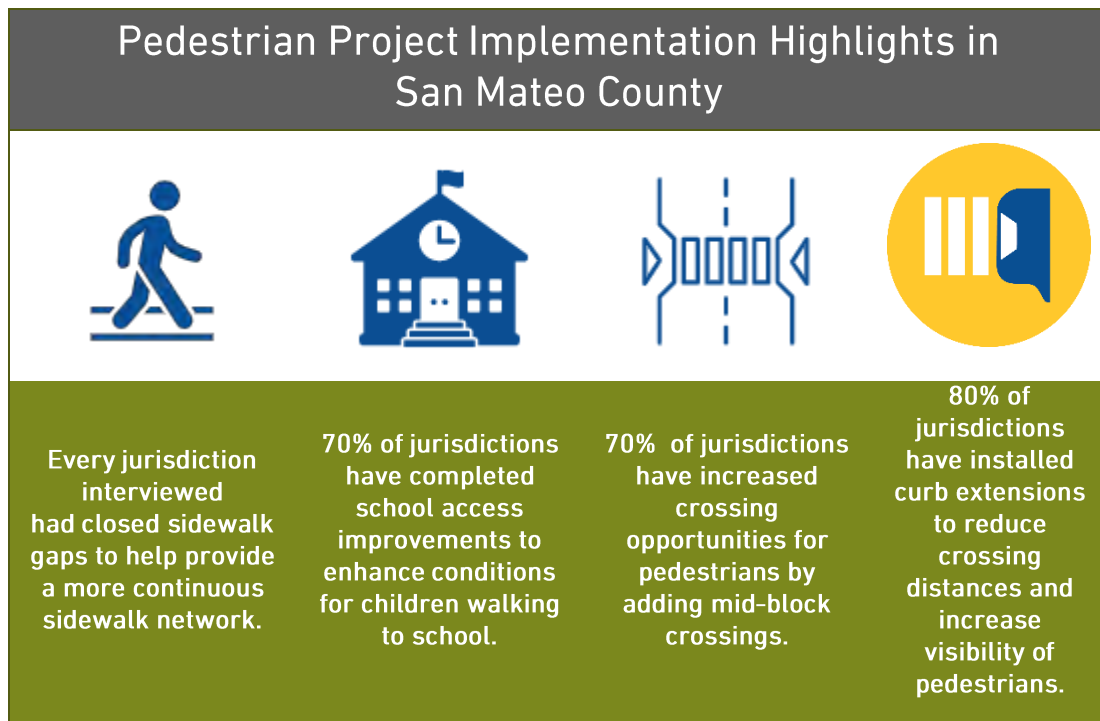 Pedestrian Project Implementation Highlights in
San Mateo County
Every jurisdiction
interviewed
had closed sidewalk
gaps to help provide
a more continuous
sidewalk network.
70% of jurisdictions
have completed
school access
improvements to
enhance conditions
for children walking
to school.
70%  of jurisdictions
have increased
crossing
opportunities for
pedestrians by
adding mid-block
crossings.
80% of
jurisdictions
have installed
curb extensions
to reduce
crossing
distances and
increase
visibility of
pedestrians.